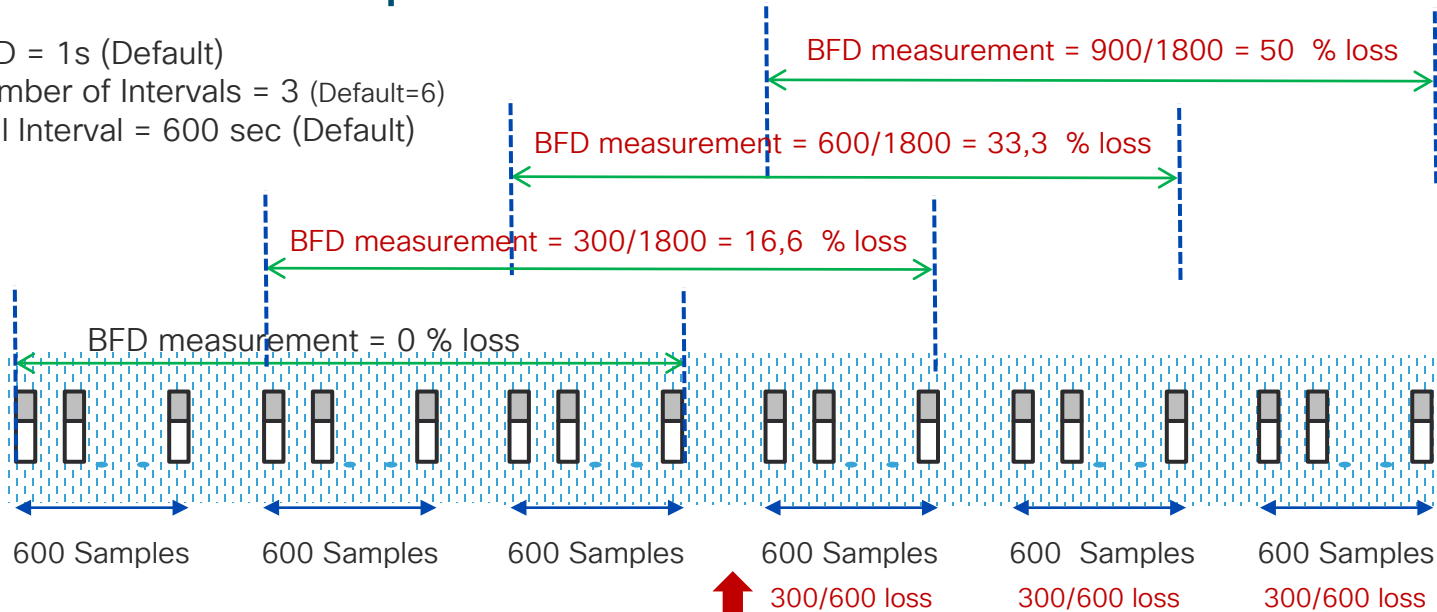 D = 1s (Default)
mber of Intervals = 3 (Default=6)
l Interval = 600 sec (Default)
BFD measurement = 900/1800 = 50 % loss
BFD measurement = 600/1800 = 33,3 % loss
BFD measurement = 300/1800 = 16,6 % loss
BFD measurement = 0 % loss
600 Samples 600 Samples 600 Samples 600 Samples 600 Samples 600 Samples
300/600 loss 300/600 loss 300/600 loss